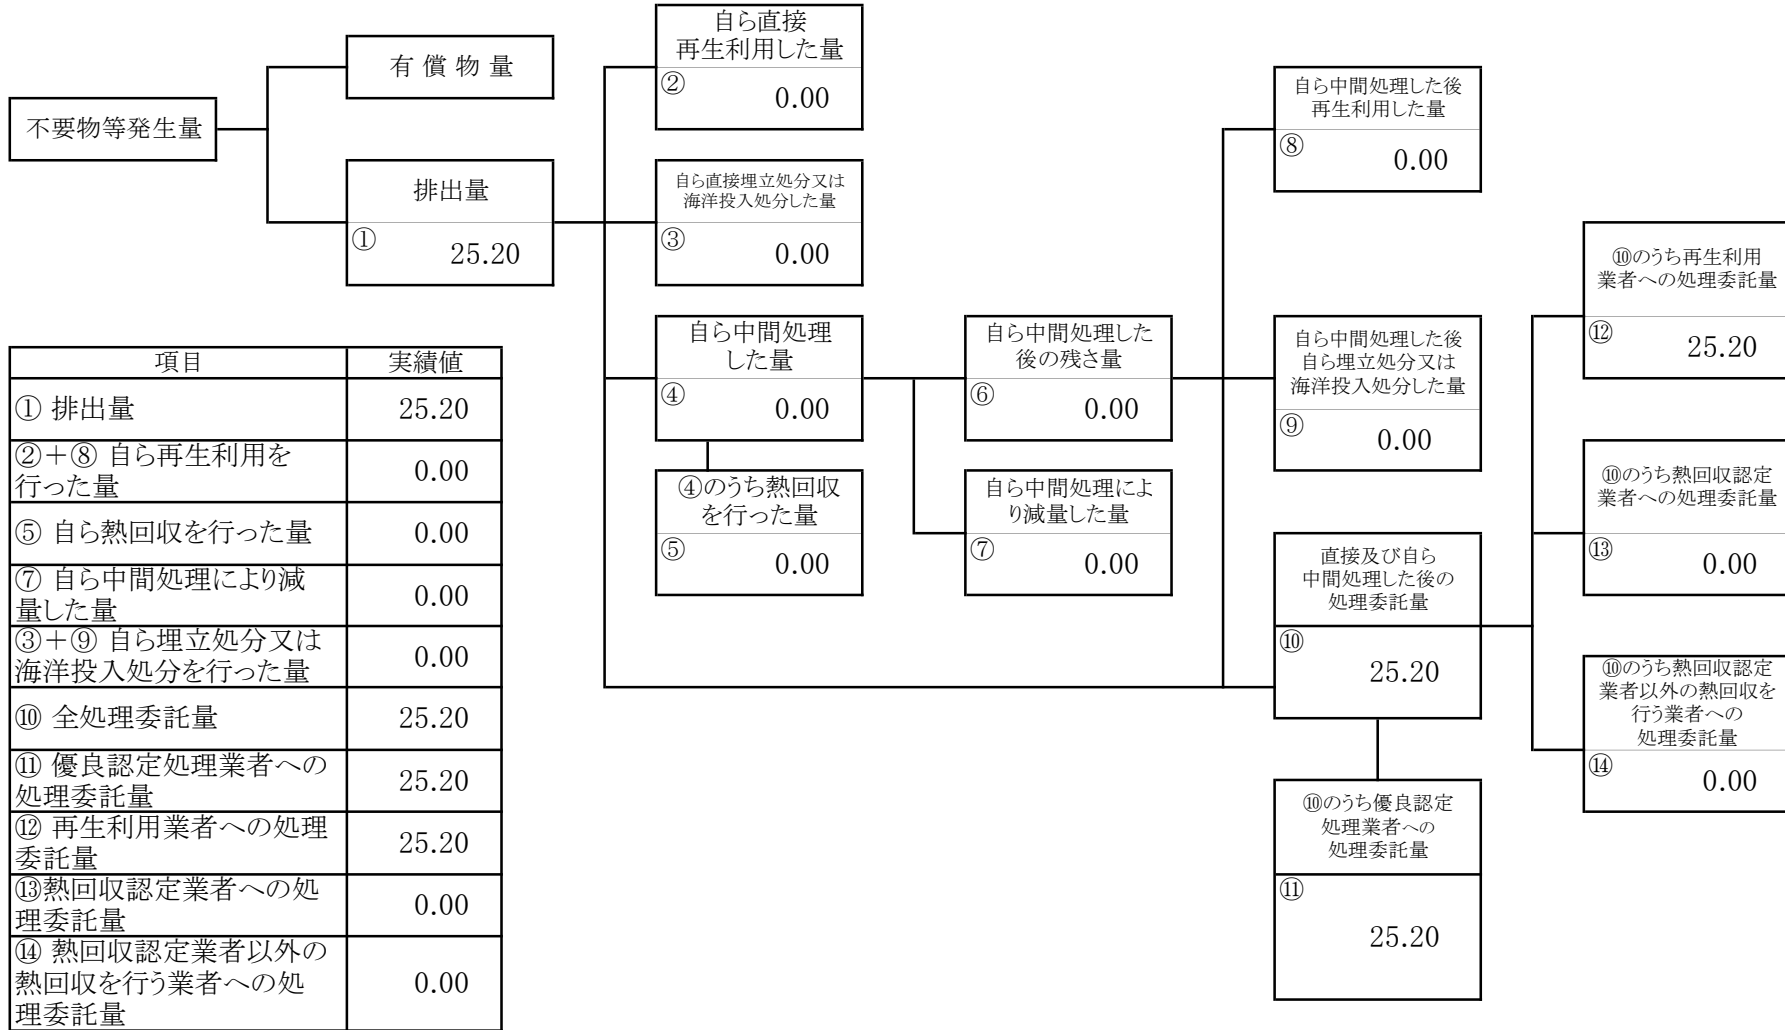 不要物等発生量
有 償 物 量
排出量
①
25.20
自ら直接
再生利用した量
②
0.00
自ら直接埋立処分又は
海洋投入処分した量
③
0.00
自ら中間処理
した量
④
0.00
④のうち熱回収
を行った量
⑤
0.00
自ら中間処理した
後の残さ量
⑥
0.00
自ら中間処理によ
り減量した量
⑦
0.00
自ら中間処理した後
再生利用した量
⑧
0.00
自ら中間処理した後
自ら埋立処分又は
海洋投入処分した量
⑨
0.00
直接及び自ら
中間処理した後の
処理委託量
⑩
25.20
⑩のうち優良認定
処理業者への
処理委託量
⑪
25.20
⑩のうち再生利用
業者への処理委託量
⑫
25.20
⑩のうち熱回収認定
業者への処理委託量
⑬
0.00
⑩のうち熱回収認定
業者以外の熱回収を
行う業者への
処理委託量
⑭
0.00
項目 実績値
① 排出量 25.20
②＋⑧ 自ら再生利用を
行った量 0.00
⑤ 自ら熱回収を行った量 0.00
⑦ 自ら中間処理により減
量した量 0.00
③＋⑨ 自ら埋立処分又は
海洋投入処分を行った量 0.00
⑩ 全処理委託量 25.20
⑪ 優良認定処理業者への
処理委託量 25.20
⑫ 再生利用業者への処理
委託量 25.20
⑬熱回収認定業者への処
理委託量 0.00
⑭ 熱回収認定業者以外の
熱回収を行う業者への処
理委託量 0.00